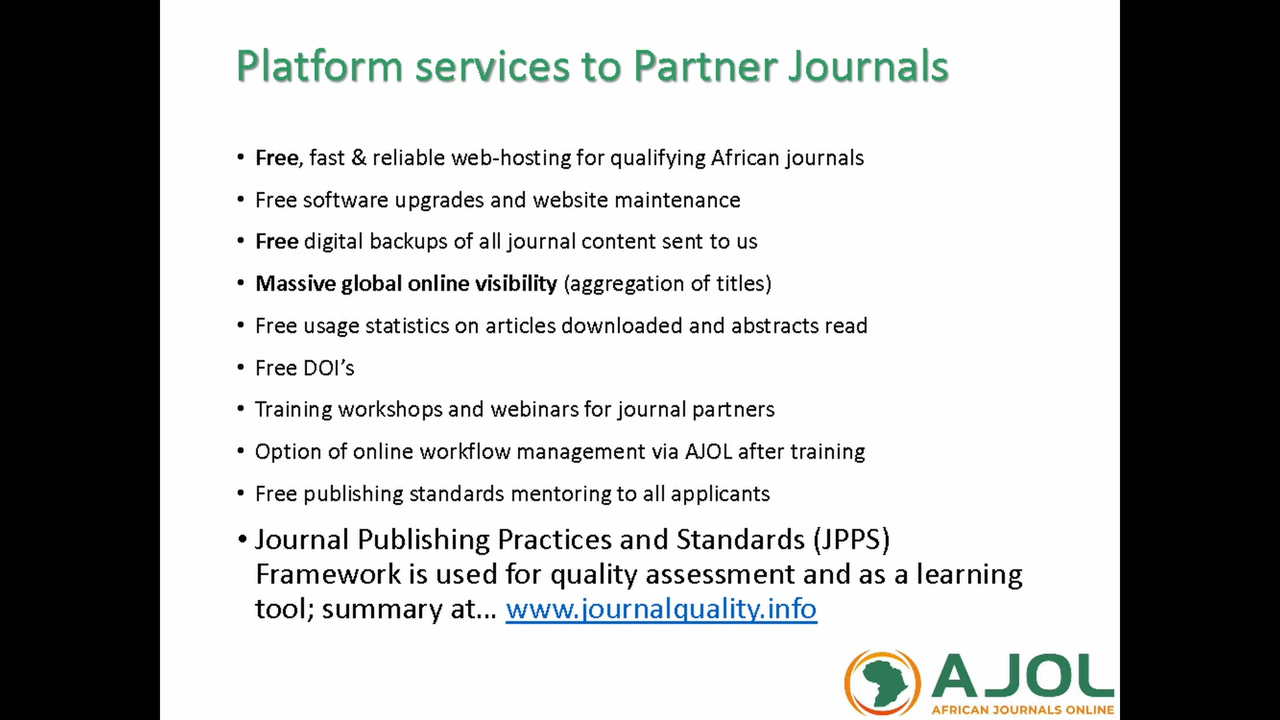 Platform services to Partner Journals
• Free, fast & reliable web-hosting for qualifying African journals
• Free software upgrades and website maintenance
• Free digital backups of all journal content sent to us
• Massive global online visibility (aggregation of titles)
• Free usage statistics on articles downloaded and abstracts read
• Free DOI’s
• Training workshops and webinars for journal partners
• Option of online workflow management via AJOL after training
• Free publishing standards mentoring to all applicants
• Journal Publishing Practices and Standards (JPPS)
Framework is used for quality assessment and as a learning
tool; summary at... www.journalquality.info
AJOL
AFRICAN JOURNALS ONLINE